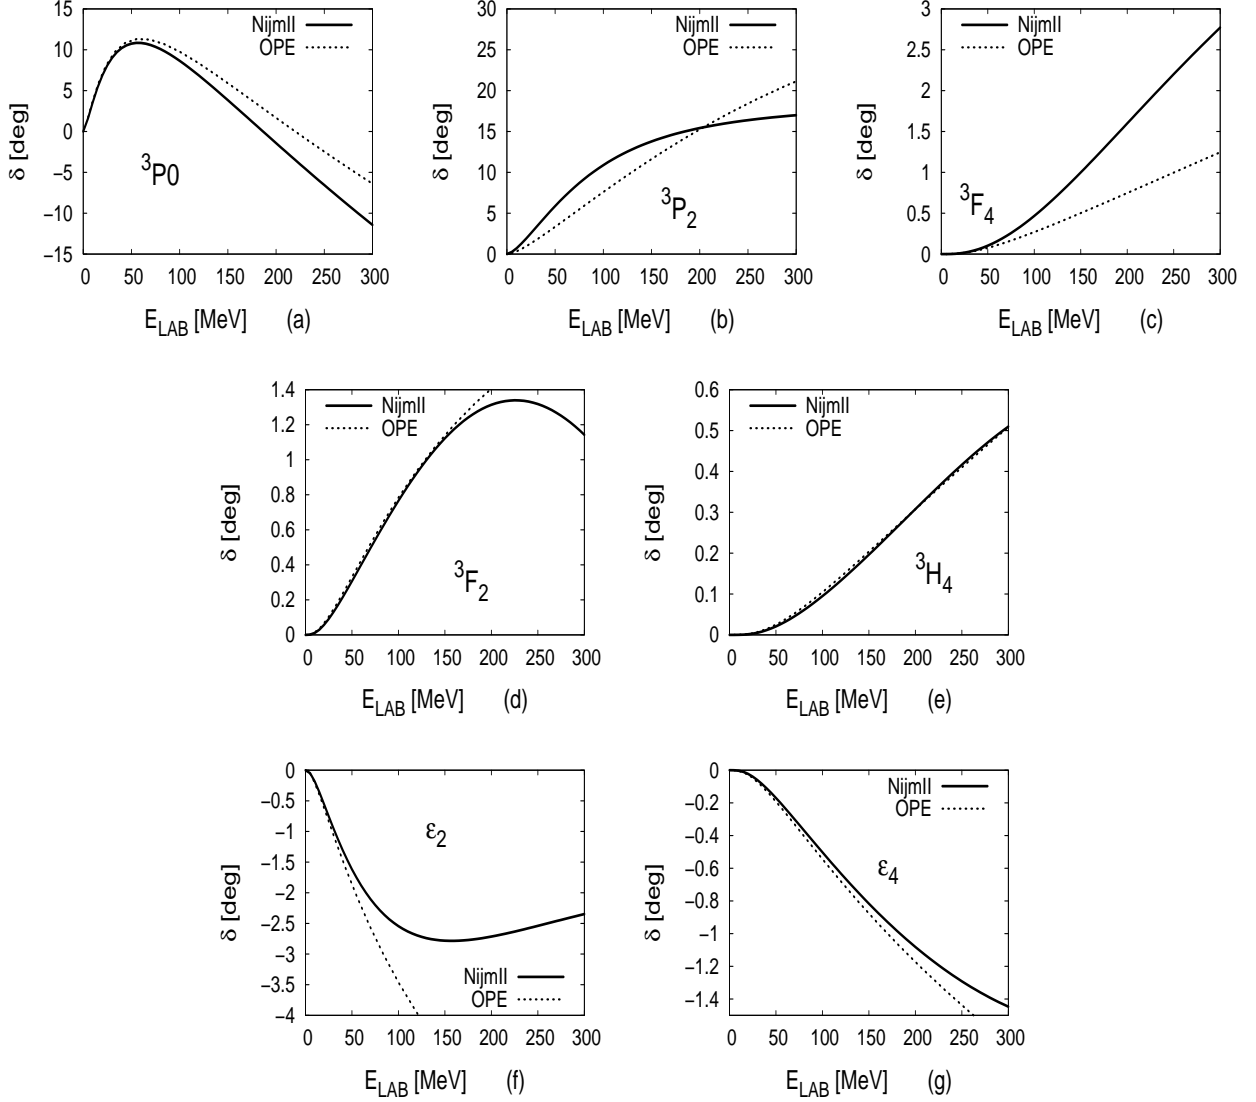 15
10
5
0
−5
−10
−15
0 50 100 150 200 250 300
δ [deg]
E_LAB [MeV] (a)
NijmII
OPE
³P0
30
25
20
15
10
5
0
0 50 100 150 200 250 300
δ [deg]
E_LAB [MeV] (b)
NijmII
OPE
³P₂
3
2.5
2
1.5
1
0.5
0
0 50 100 150 200 250 300
δ [deg]
E_LAB [MeV] (c)
NijmII
OPE
³F₄
1.4
1.2
1
0.8
0.6
0.4
0.2
0
0 50 100 150 200 250 300
δ [deg]
E_LAB [MeV] (d)
NijmII
OPE
³F₂
0.6
0.5
0.4
0.3
0.2
0.1
0
0 50 100 150 200 250 300
δ [deg]
E_LAB [MeV] (e)
NijmII
OPE
³H₄
0
−0.5
−1
−1.5
−2
−2.5
−3
−3.5
−4
0 50 100 150 200 250 300
δ [deg]
E_LAB [MeV] (f)
ε₂
NijmII
OPE
0
−0.2
−0.4
−0.6
−0.8
−1
−1.2
−1.4
0 50 100 150 200 250 300
δ [deg]
E_LAB [MeV] (g)
NijmII
OPE
ε₄